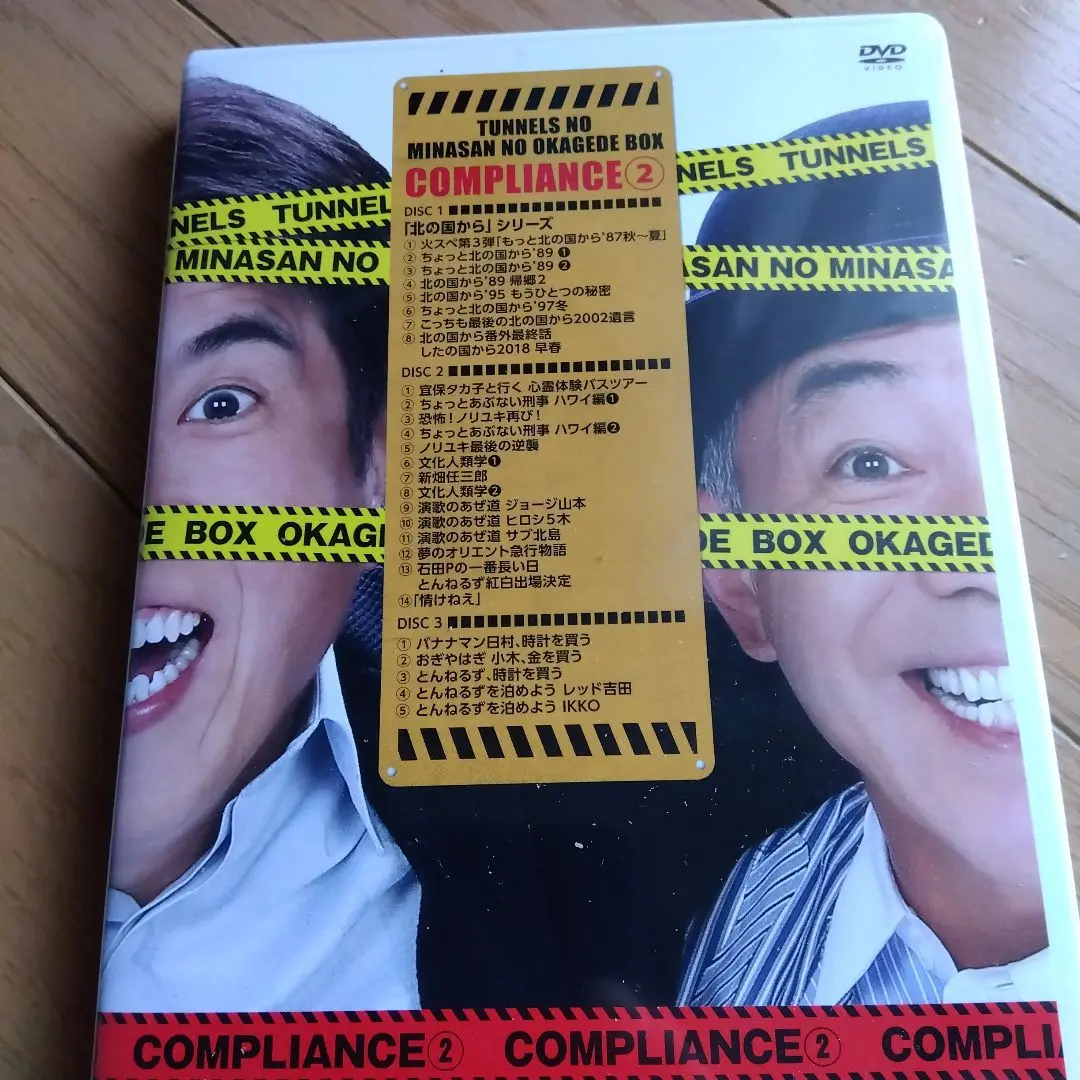 DVD
VIDEO
TUNNELS NO
MINASAN NO OKAGEDE BOX
COMPLIANCE②
DISC 1
「北の国から」シリーズ
① 火スペ第3弾「もっと北の国から'87秋〜夏」
② ちょっと北の国から'89 ❶
③ ちょっと北の国から'89 ❷
④ 北の国から'89 帰郷2
⑤ 北の国から'95 もうひとつの秘密
⑥ ちょっと北の国から'97冬
⑦ こっちも最後の北の国から2002遺言
⑧ 北の国から番外最終話
したの国から2018 早春
DISC 2
① 宜保タカ子と行く 心霊体験バスツアー
② ちょっとあぶない刑事 ハワイ編❶
③ 恐怖!ノリユキ再び!
④ ちょっとあぶない刑事 ハワイ編❷
⑤ ノリユキ最後の逆襲
⑥ 文化人類学❶
⑦ 新畑任三郎
⑧ 文化人類学❷
⑨ 演歌のあぜ道 ジョージ山本
⑩ 演歌のあぜ道 ヒロシ5木
⑪ 演歌のあぜ道 サブ北島
⑫ 夢のオリエント急行物語
⑬ 石田Pの一番長い日
とんねるず紅白出場決定
⑭「情けねえ」
DISC 3
① バナナマン日村、時計を買う
② おぎやはぎ 小木、金を買う
③ とんねるず、時計を買う
④ とんねるずを泊めよう レッド吉田
⑤ とんねるずを泊めよう IKKO
NELS TUNNEL
MINASAN NO
DE BOX OKAGE
NELS TUNNELS
ASAN NO MINASA
DE BOX OKAGED
COMPLIANCE② COMPLIANCE② COMPLI